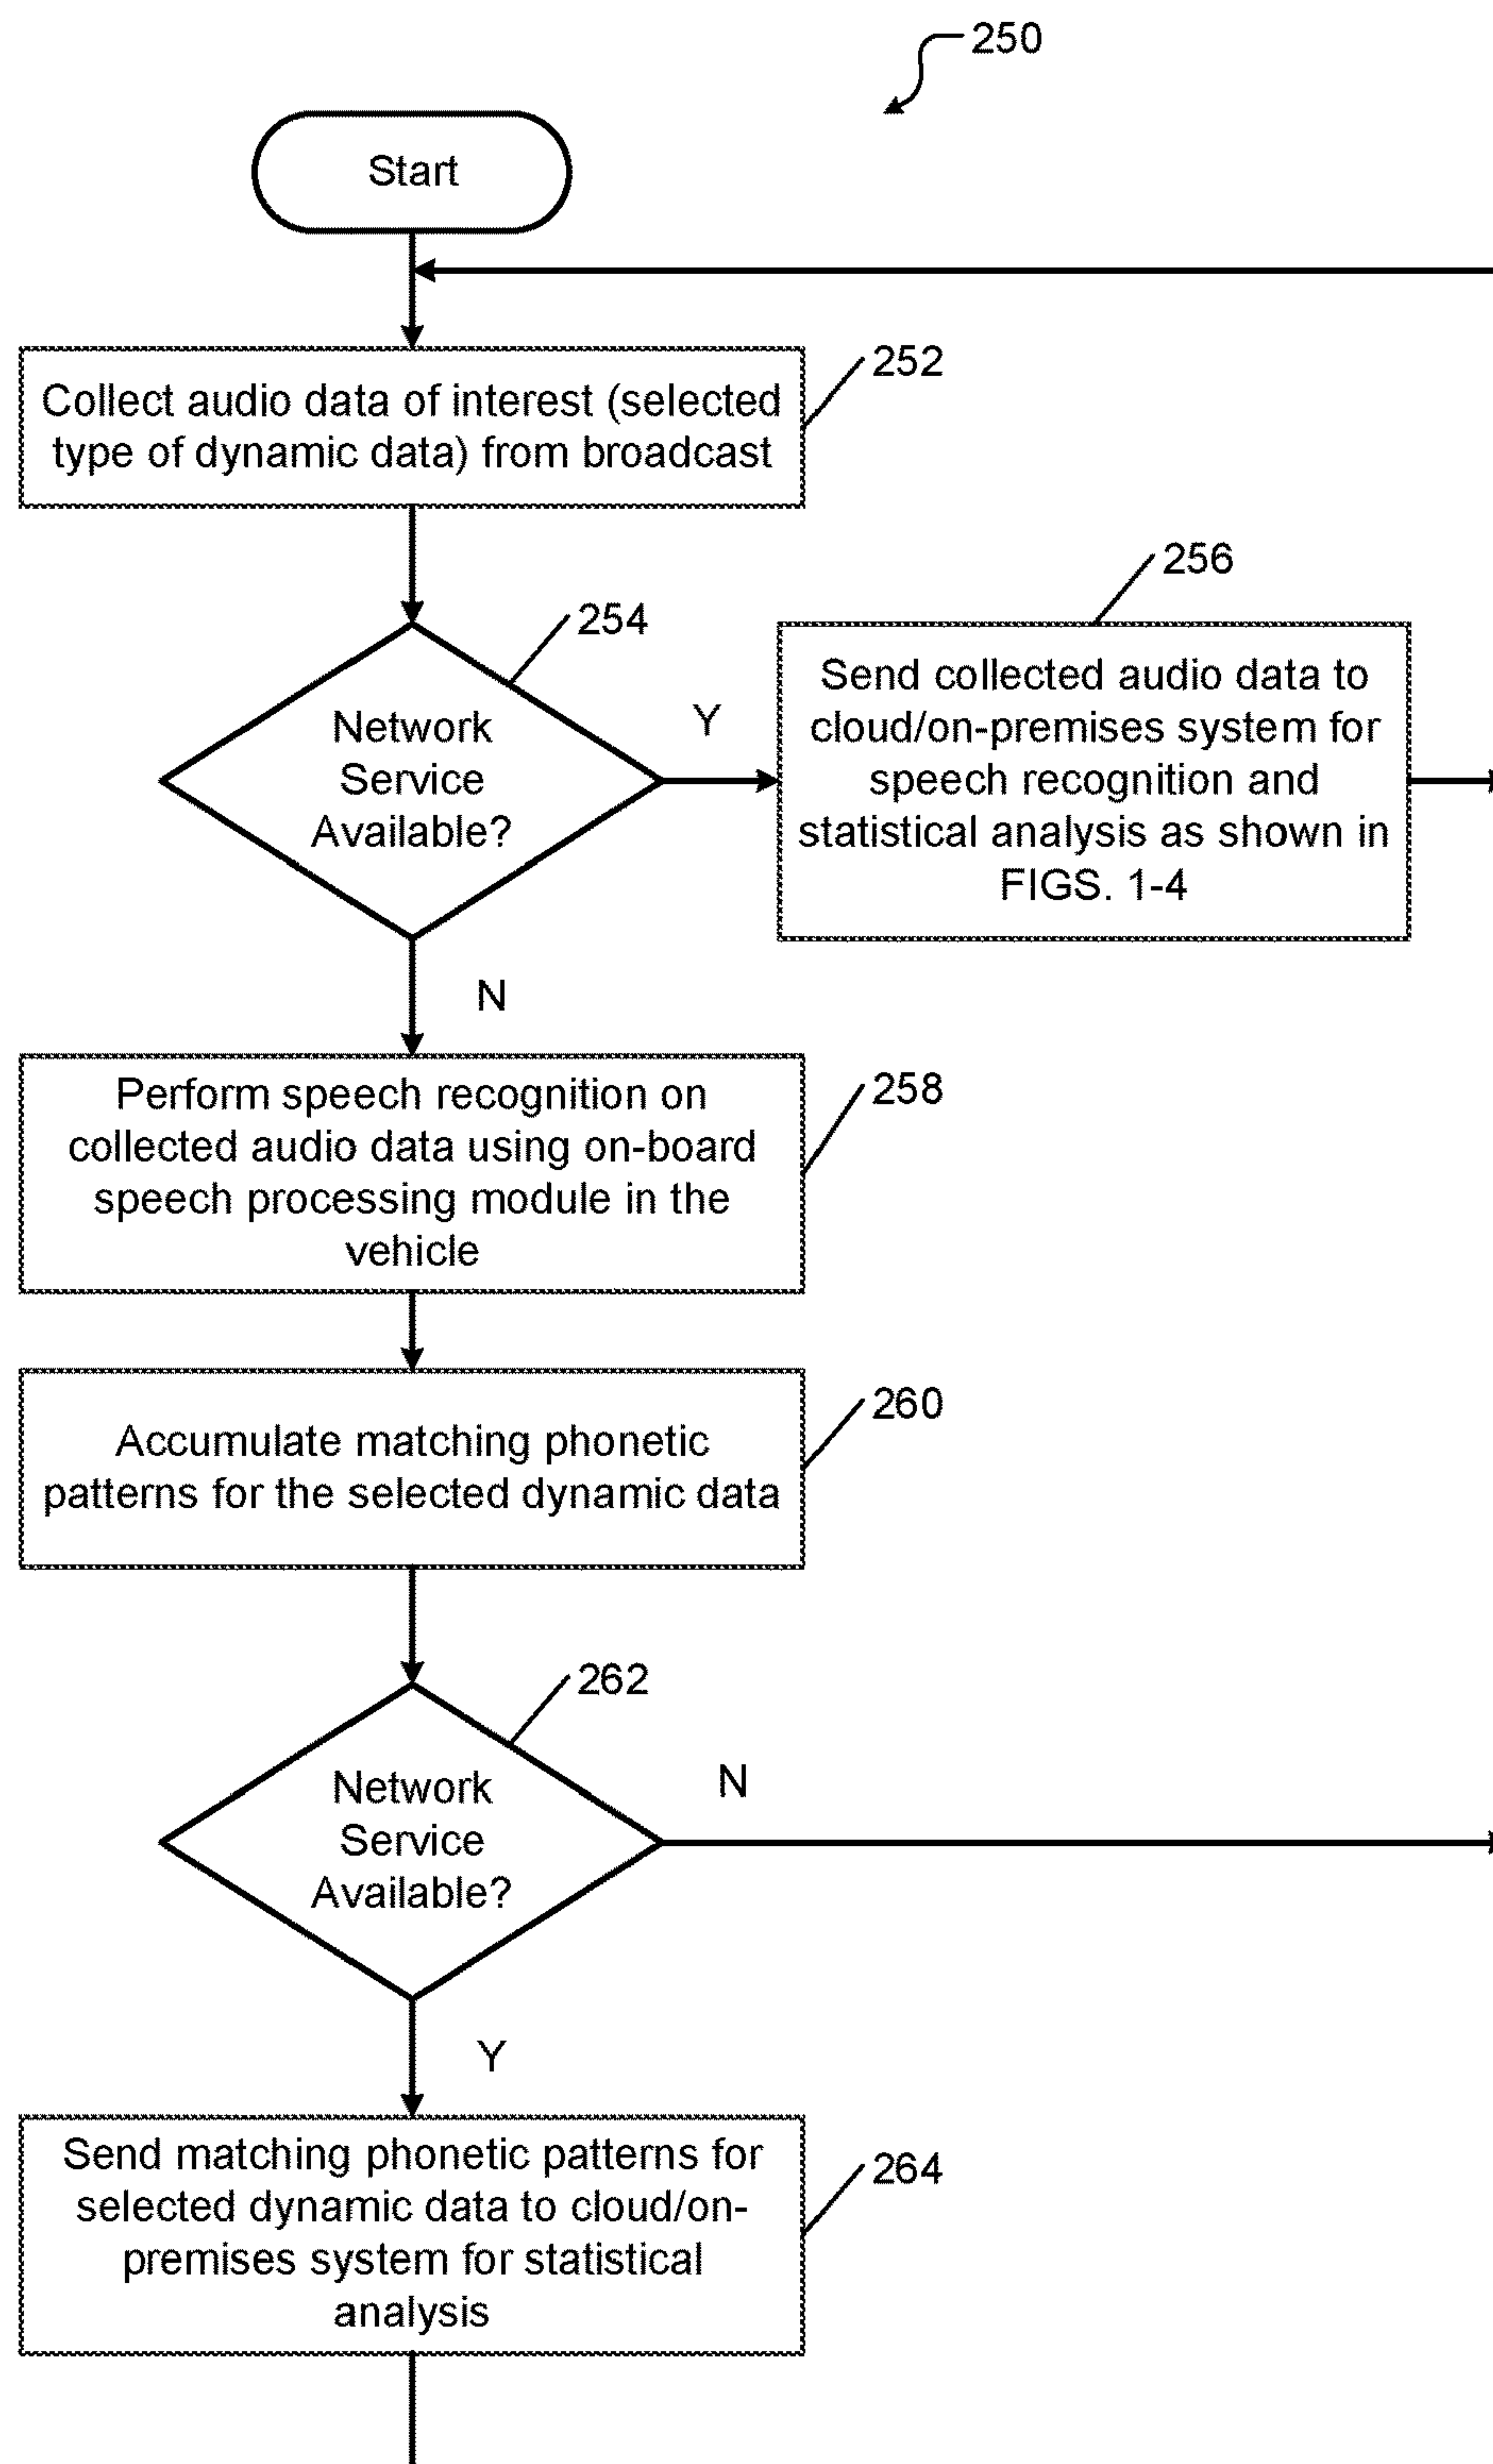 250
Start
252
Collect audio data of interest (selected
type of dynamic data) from broadcast
254
Network
Service
Available?
Y
256
Send collected audio data to
cloud/on-premises system for
speech recognition and
statistical analysis as shown in
FIGS. 1-4
N
258
Perform speech recognition on
collected audio data using on-board
speech processing module in the
vehicle
260
Accumulate matching phonetic
patterns for the selected dynamic data
262
Network
Service
Available?
N
Y
264
Send matching phonetic patterns for
selected dynamic data to cloud/on-
premises system for statistical
analysis